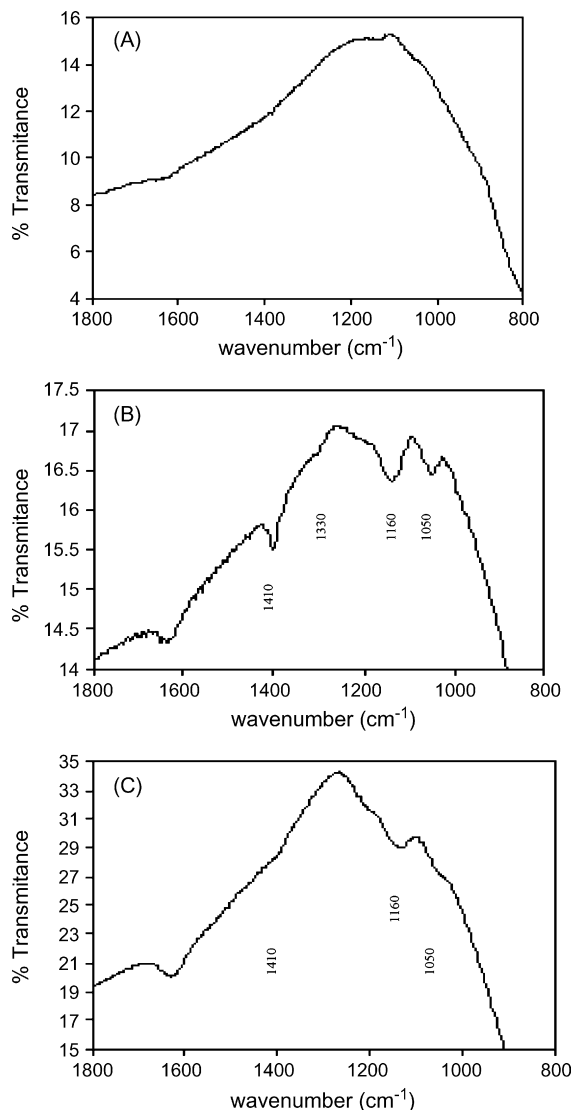 (A)
16
14
12
10
8
6
4
% Transmitance
1800 1600 1400 1200 1000 800
wavenumber (cm-1)
(B)
17.5
17
16.5
16
15.5
15
14.5
14
% Transmitance
1410
1330
1160
1050
1800 1600 1400 1200 1000 800
wavenumber (cm-1)
(C)
35
33
31
29
27
25
23
21
19
17
15
% Transmitance
1410
1160
1050
1800 1600 1400 1200 1000 800
wavenumber (cm-1)